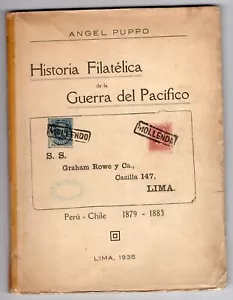 ANGEL PUPPO
Historia Filatélica
de la
Guerra del Pacifico
MOLLENDO
MOLLENDO
S. S.
Graham Rowe y Co.,
Casilla 147,
LIMA.
Perú - Chile 1879 - 1883
LIMA, 1935